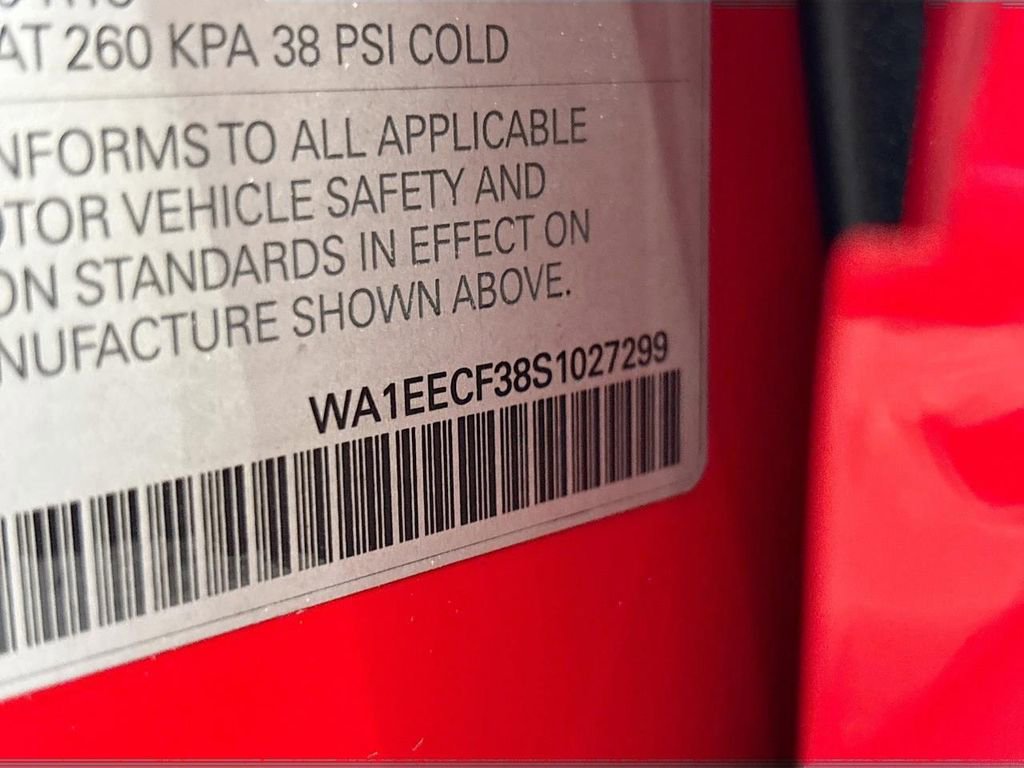 AT 260 KPA 38 PSI COLD
NFORMS TO ALL APPLICABLE
OTOR VEHICLE SAFETY AND
ON STANDARDS IN EFFECT ON
NUFACTURE SHOWN ABOVE.
WA1EECF38S1027299